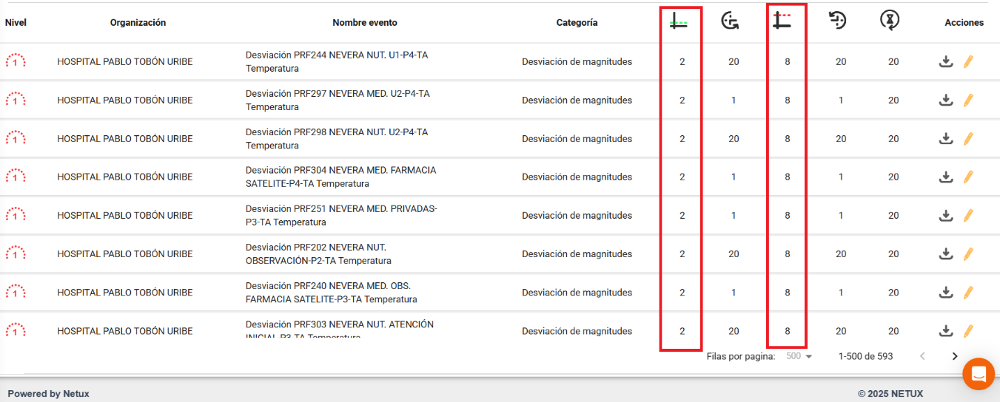 Nivel Organización Nombre evento Categoría Acciones
1 HOSPITAL PABLO TOBÓN URIBE Desviación PRF244 NEVERA NUT. U1-P4-TA Desviación de magnitudes 2 20 8 20 20
Temperatura
1 HOSPITAL PABLO TOBÓN URIBE Desviación PRF297 NEVERA MED. U2-P4-TA Desviación de magnitudes 2 1 8 1 20
Temperatura
1 HOSPITAL PABLO TOBÓN URIBE Desviación PRF298 NEVERA NUT. U2-P4-TA Desviación de magnitudes 2 20 8 20 20
Temperatura
1 HOSPITAL PABLO TOBÓN URIBE Desviación PRF304 NEVERA MED. FARMACIA Desviación de magnitudes 2 1 8 1 20
SATELITE-P4-TA Temperatura
1 HOSPITAL PABLO TOBÓN URIBE Desviación PRF251 NEVERA MED. PRIVADAS- Desviación de magnitudes 2 1 8 1 20
P3-TA Temperatura
1 HOSPITAL PABLO TOBÓN URIBE Desviación PRF202 NEVERA NUT. Desviación de magnitudes 2 20 8 20 20
OBSERVACIÓN-P2-TA Temperatura
1 HOSPITAL PABLO TOBÓN URIBE Desviación PRF240 NEVERA MED. OBS. Desviación de magnitudes 2 1 8 1 20
FARMACIA SATELITE-P3-TA Temperatura
1 HOSPITAL PABLO TOBÓN URIBE Desviación PRF303 NEVERA NUT. ATENCIÓN Desviación de magnitudes 2 20 8 20 20
INICIAL-P3-TA Temperatura
Filas por pagina: 500 1-500 de 593
Powered by Netux © 2025 NETUX